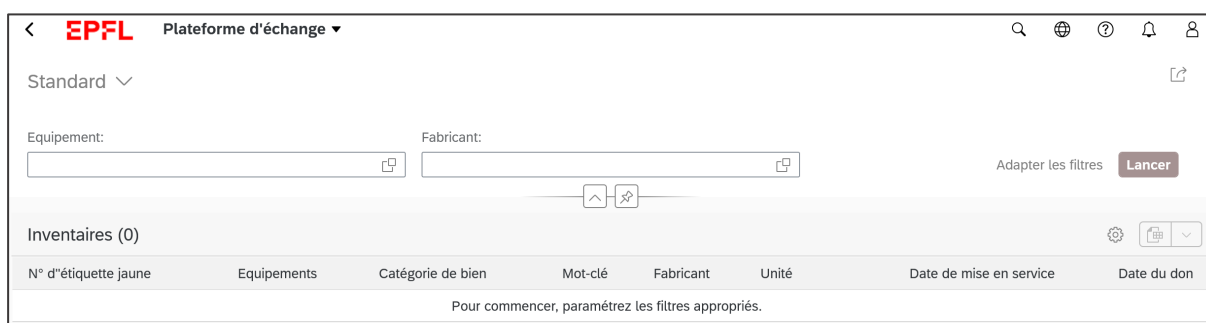 EPFL Plateforme d'échange
Standard
Equipement: Fabricant:
Adapter les filtres Lancer
Inventaires (0)
N° d"étiquette jaune Equipements Catégorie de bien Mot-clé Fabricant Unité Date de mise en service Date du don
Pour commencer, paramétrez les filtres appropriés.